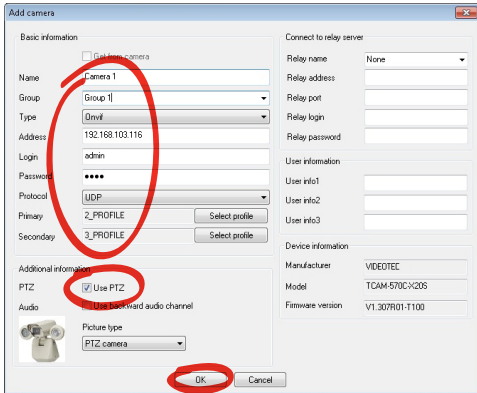 Add camera
Basic information
Get from camera
Name Camera 1
Group Group 1
Type Onvif
Address 192.168.103.116
Login admin
Password ••••
Protocol UDP
Primary 2_PROFILE Select profile
Secondary 3_PROFILE Select profile
Additional information
PTZ Use PTZ
Audio Use backward audio channel
Picture type
PTZ camera
Connect to relay server
Relay name None
Relay address
Relay port
Relay login
Relay password
User information
User info1
User info2
User info3
Device information
Manufacturer VIDEOTEC
Model TCAM-570C-X20S
Firmware version V1.307R01-T100
OK Cancel